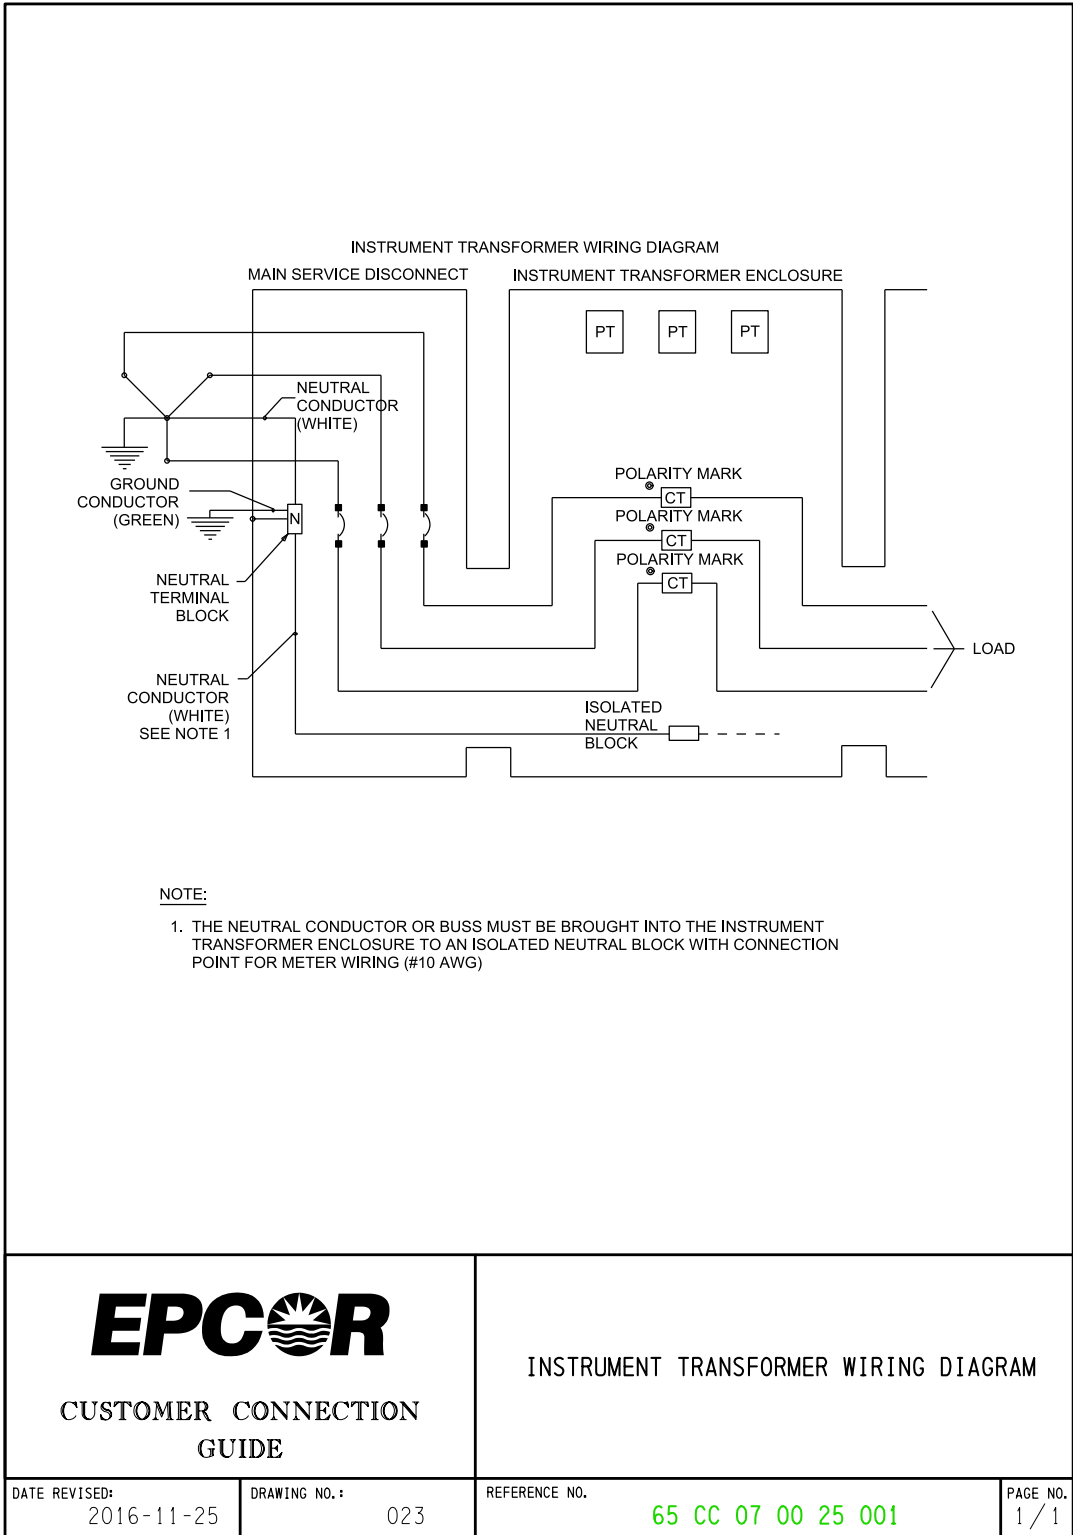 INSTRUMENT TRANSFORMER WIRING DIAGRAM
MAIN SERVICE DISCONNECT
INSTRUMENT TRANSFORMER ENCLOSURE
PT
PT
PT
NEUTRAL
CONDUCTOR
(WHITE)
POLARITY MARK
CT
GROUND
CONDUCTOR
(GREEN)
N
POLARITY MARK
CT
POLARITY MARK
CT
NEUTRAL
TERMINAL
BLOCK
LOAD
NEUTRAL
CONDUCTOR
(WHITE)
SEE NOTE 1
ISOLATED
NEUTRAL
BLOCK
NOTE:
1. THE NEUTRAL CONDUCTOR OR BUSS MUST BE BROUGHT INTO THE INSTRUMENT
TRANSFORMER ENCLOSURE TO AN ISOLATED NEUTRAL BLOCK WITH CONNECTION
POINT FOR METER WIRING (#10 AWG)
EPCOR
CUSTOMER CONNECTION
GUIDE
INSTRUMENT TRANSFORMER WIRING DIAGRAM
DATE REVISED:
2016-11-25
DRAWING NO.:
023
REFERENCE NO.
65 CC 07 00 25 001
PAGE NO.
1/1